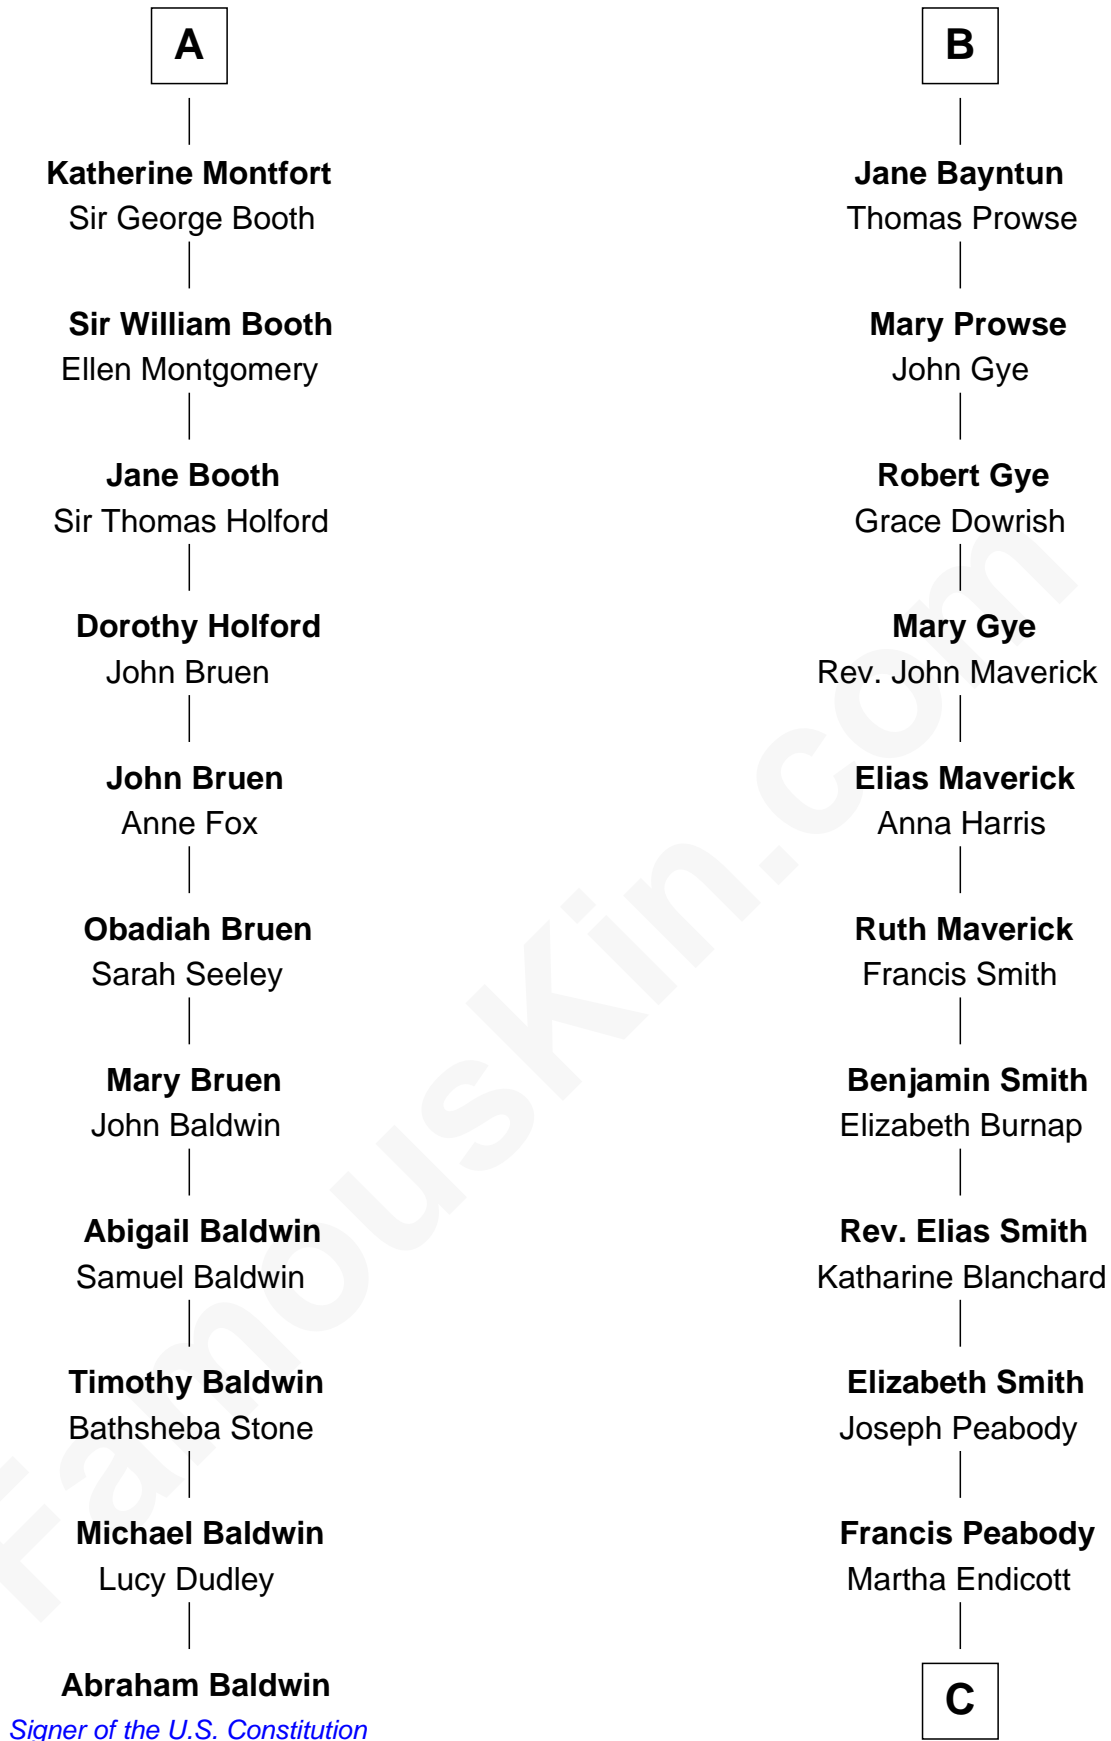 A
Katherine Montfort
Sir George Booth
Sir William Booth
Ellen Montgomery
Jane Booth
Sir Thomas Holford
Dorothy Holford
John Bruen
John Bruen
Anne Fox
Obadiah Bruen
Sarah Seeley
Mary Bruen
John Baldwin
Abigail Baldwin
Samuel Baldwin
Timothy Baldwin
Bathsheba Stone
Michael Baldwin
Lucy Dudley
Abraham Baldwin
Signer of the U.S. Constitution
B
Jane Bayntun
Thomas Prowse
Mary Prowse
John Gye
Robert Gye
Grace Dowrish
Mary Gye
Rev. John Maverick
Elias Maverick
Anna Harris
Ruth Maverick
Francis Smith
Benjamin Smith
Elizabeth Burnap
Rev. Elias Smith
Katharine Blanchard
Elizabeth Smith
Joseph Peabody
Francis Peabody
Martha Endicott
C
FamousKin.com